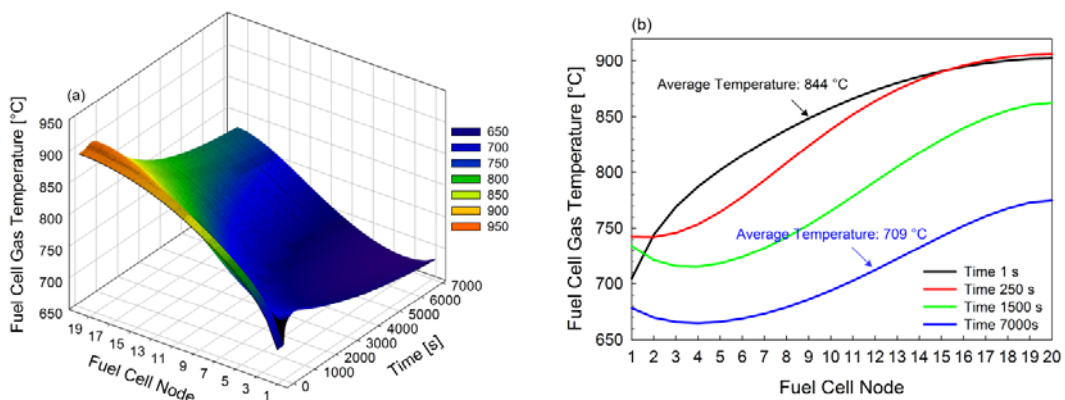 (a)
Fuel Cell Gas Temperature [°C]
950
900
850
800
750
700
650
19 17 15 13 11 9 7 5 3 1
Fuel Cell Node
0 1000 2000 3000 4000 5000 6000 7000
Time [s]
650
700
750
800
850
900
950
(b)
Fuel Cell Gas Temperature [°C]
900
850
800
750
700
650
Average Temperature: 844 °C
Average Temperature: 709 °C
Time 1 s
Time 250 s
Time 1500 s
Time 7000s
1 2 3 4 5 6 7 8 9 10 11 12 13 14 15 16 17 18 19 20
Fuel Cell Node